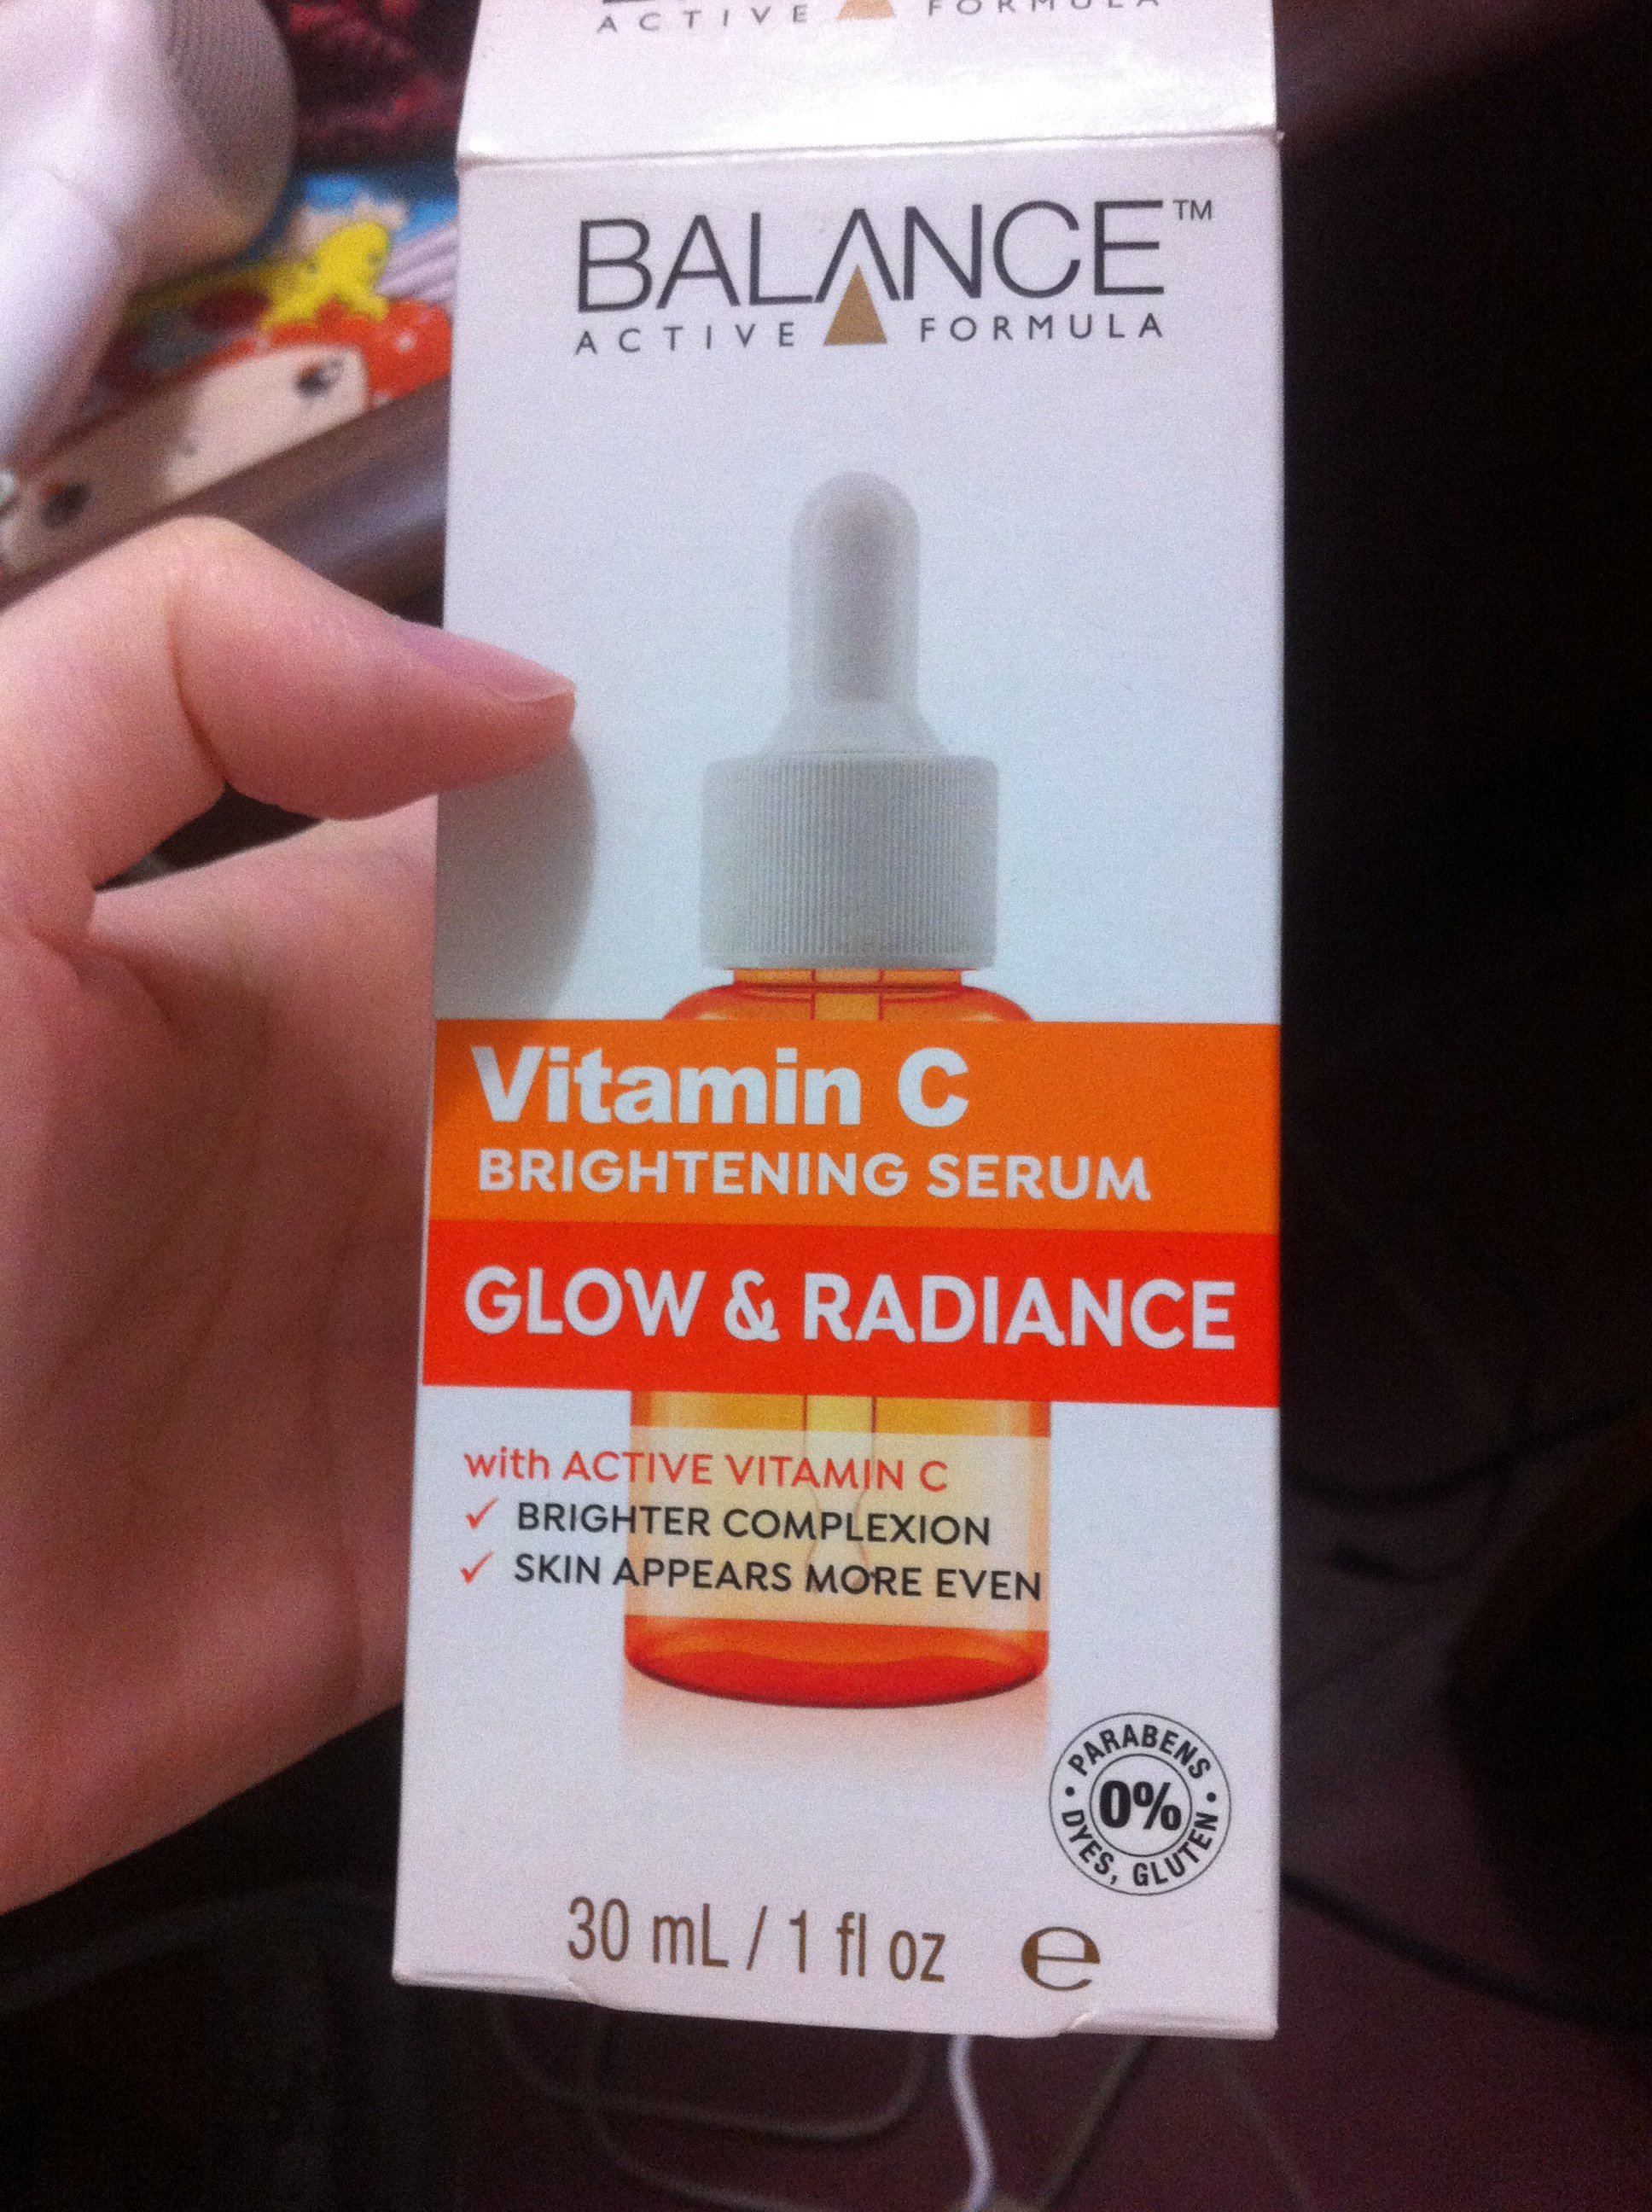 ACTIVE FORMULA
BALANCE™
ACTIVE FORMULA
Vitamin C
BRIGHTENING SERUM
GLOW & RADIANCE
with ACTIVE VITAMIN C
✓ BRIGHTER COMPLEXION
✓ SKIN APPEARS MORE EVEN
PARABENS
0%
DYES, GLUTEN
30 mL / 1 fl oz ℮